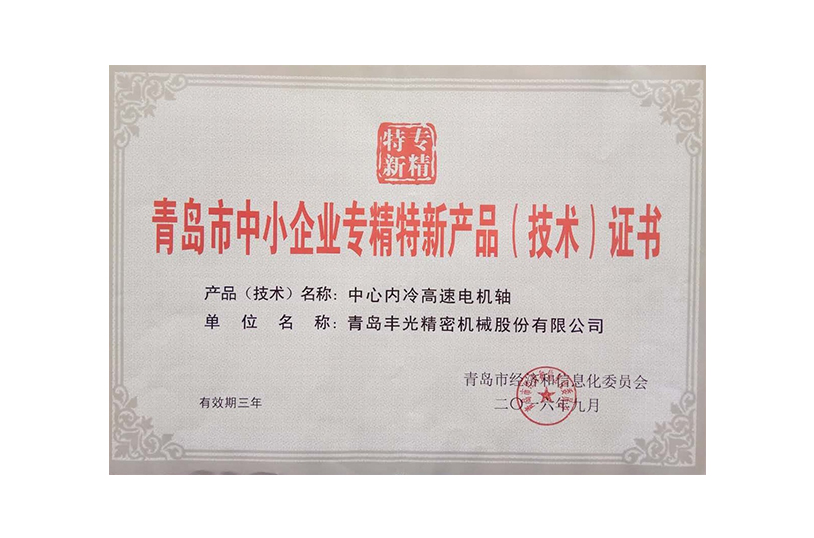 专精
特新
青岛市中小企业专精特新产品（技术）证书
产品（技术）名称：中心内冷高速电机轴
单位名称：青岛丰光精密机械股份有限公司
青岛市经济和信息化委员会
有效期三年
二〇一六年九月